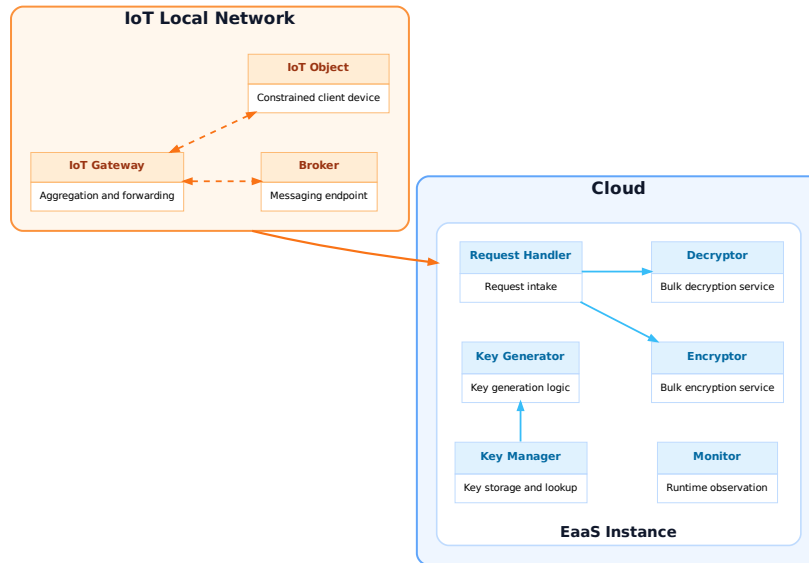 IoT Local Network
IoT Object
Constrained client device
IoT Gateway
Aggregation and forwarding
Broker
Messaging endpoint
Cloud
Request Handler
Request intake
Decryptor
Bulk decryption service
Key Generator
Key generation logic
Encryptor
Bulk encryption service
Key Manager
Key storage and lookup
Monitor
Runtime observation
EaaS Instance